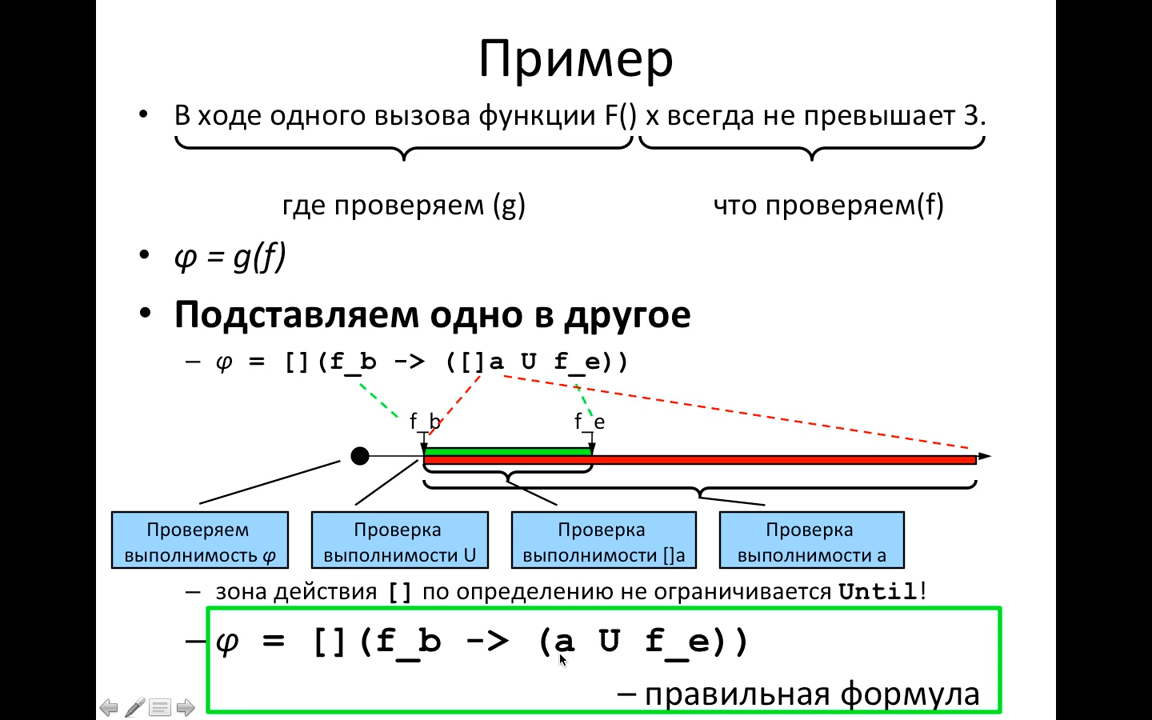 Пример
• В ходе одного вызова функции F() x всегда не превышает 3.
где проверяем (g) что проверяем(f)
• φ = g(f)
• Подставляем одно в другое
– φ = [](f_b -> ([]a U f_e))
f_b f_e
Проверяем
выполнимость φ
Проверка
выполнимости U
Проверка
выполнимости []a
Проверка
выполнимости a
– зона действия [] по определению не ограничивается Until!
– φ = [](f_b -> (a U f_e))
– правильная формула